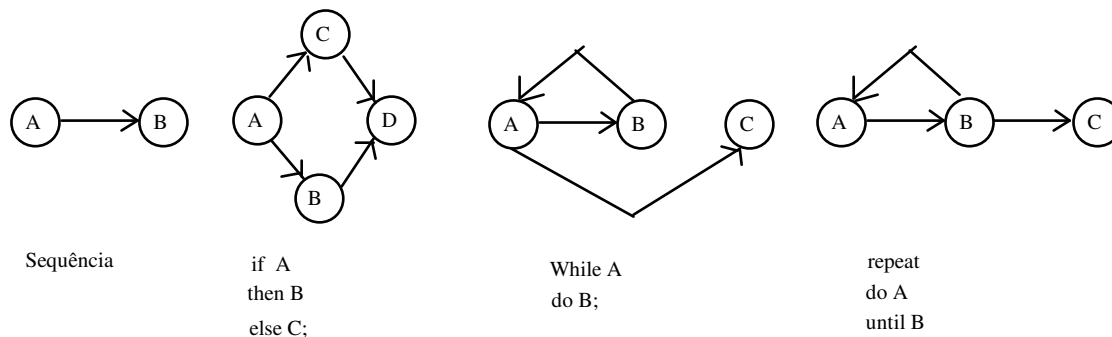 C
A
B
A
D
B
A
B
C
A
B
C
Sequência
if A
then B
else C;
While A
do B;
repeat
do A
until B